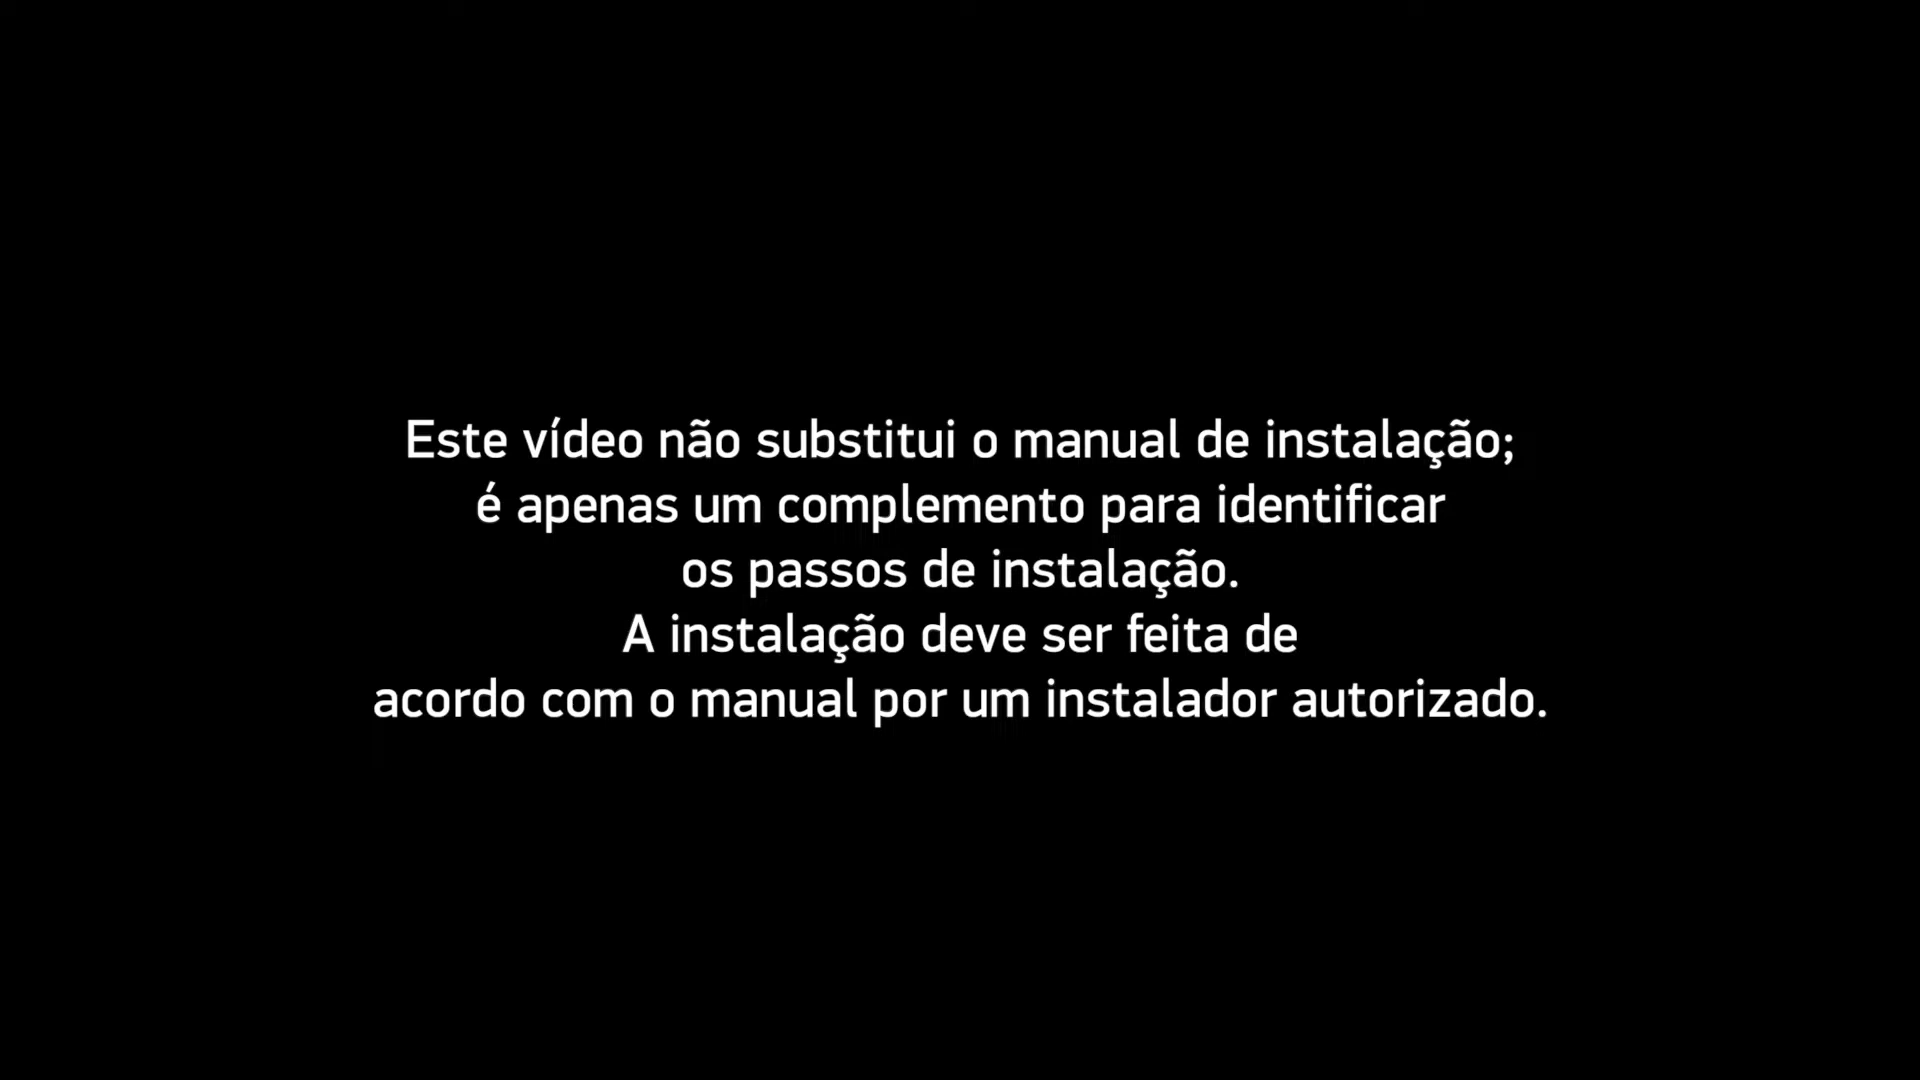 Este vídeo não substitui o manual de instalação;
é apenas um complemento para identificar
os passos de instalação.
A instalação deve ser feita de
acordo com o manual por um instalador autorizado.